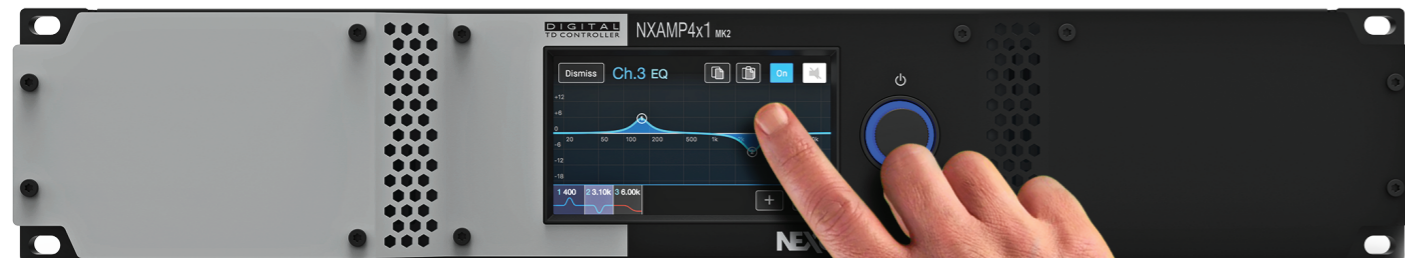 DIGITAL
TD CONTROLLER
NXAMP4x1 MK2
Dismiss Ch.3 EQ On
+12
+6
0
20 50 100 200 500 1k
-6
-12
-18
1 400 2 3.10k 3 6.00k
+